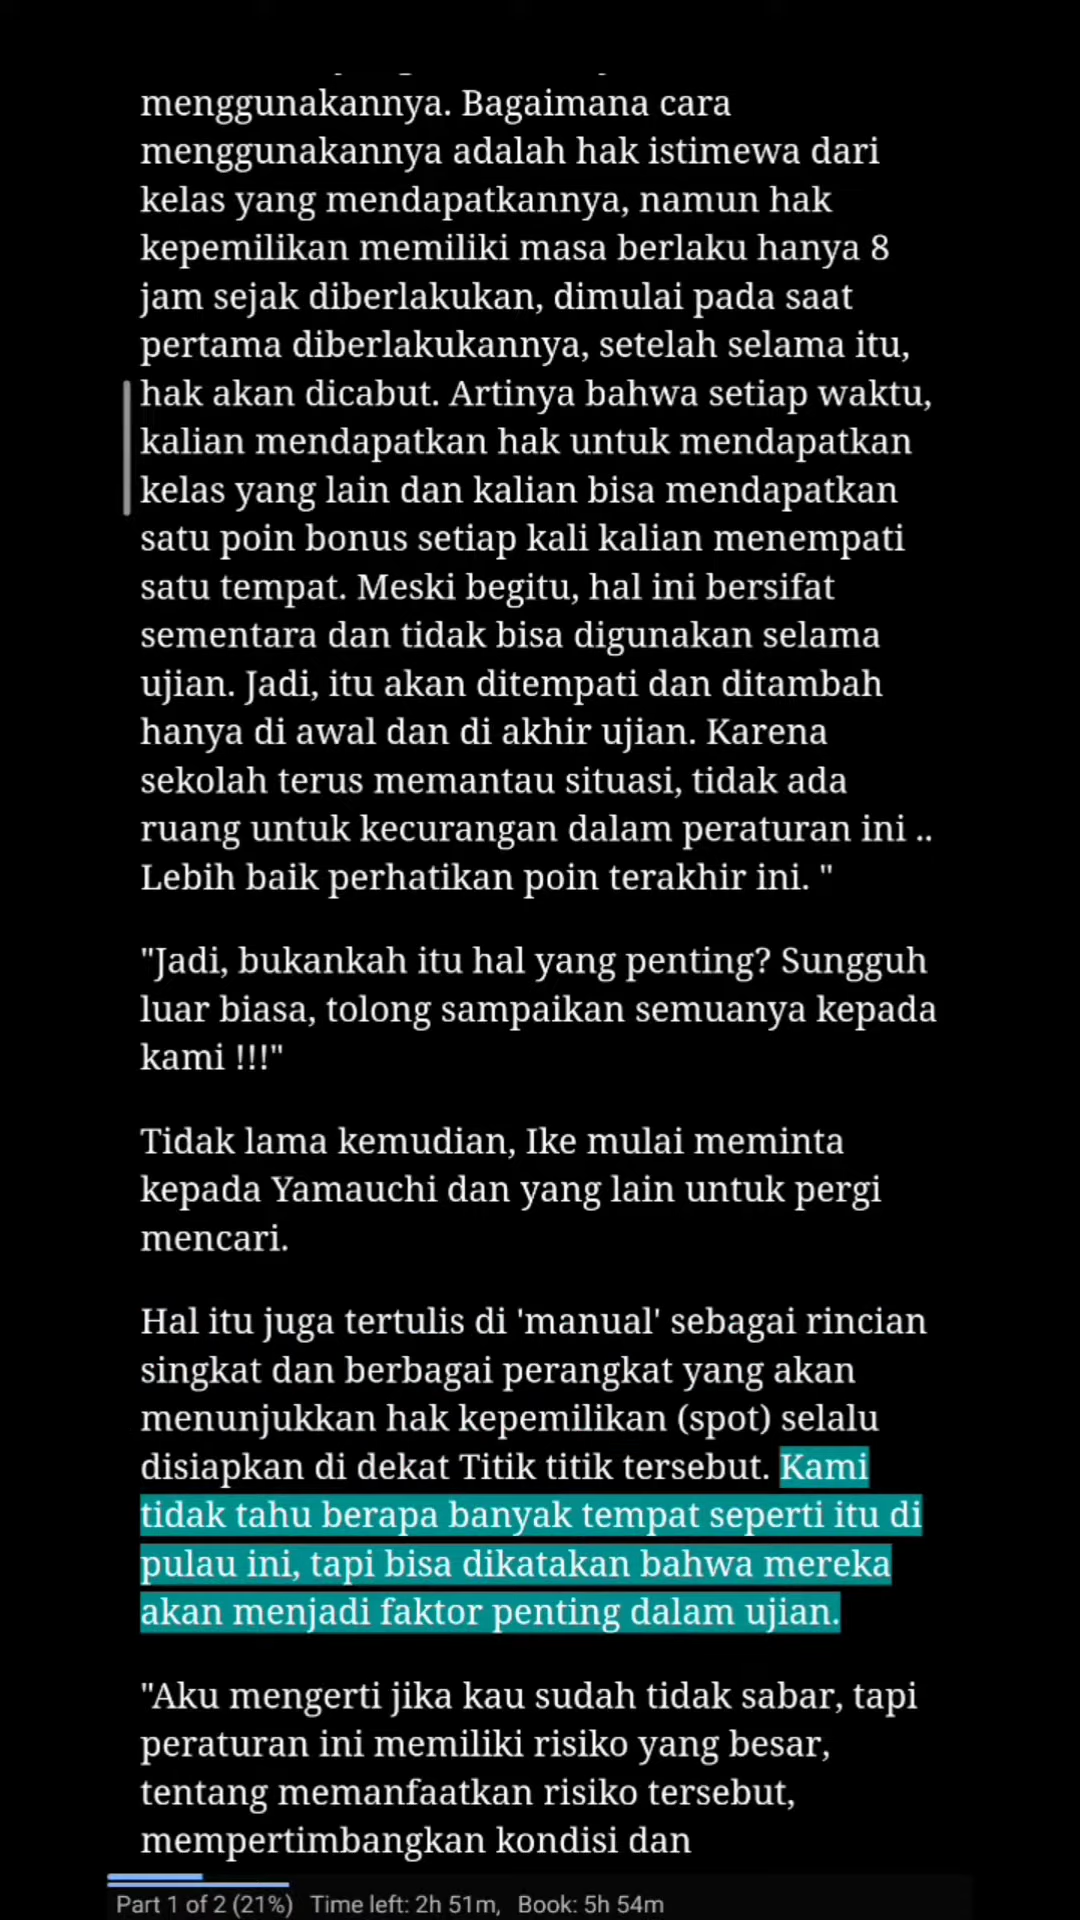 menggunakannya. Bagaimana cara
menggunakannya adalah hak istimewa dari
kelas yang mendapatkannya, namun hak
kepemilikan memiliki masa berlaku hanya 8
jam sejak diberlakukan, dimulai pada saat
pertama diberlakukannya, setelah selama itu,
hak akan dicabut. Artinya bahwa setiap waktu,
kalian mendapatkan hak untuk mendapatkan
kelas yang lain dan kalian bisa mendapatkan
satu poin bonus setiap kali kalian menempati
satu tempat. Meski begitu, hal ini bersifat
sementara dan tidak bisa digunakan selama
ujian. Jadi, itu akan ditempati dan ditambah
hanya di awal dan di akhir ujian. Karena
sekolah terus memantau situasi, tidak ada
ruang untuk kecurangan dalam peraturan ini ..
Lebih baik perhatikan poin terakhir ini. "
"Jadi, bukankah itu hal yang penting? Sungguh
luar biasa, tolong sampaikan semuanya kepada
kami !!!"
Tidak lama kemudian, Ike mulai meminta
kepada Yamauchi dan yang lain untuk pergi
mencari.
Hal itu juga tertulis di 'manual' sebagai rincian
singkat dan berbagai perangkat yang akan
menunjukkan hak kepemilikan (spot) selalu
disiapkan di dekat Titik titik tersebut. Kami
tidak tahu berapa banyak tempat seperti itu di
pulau ini, tapi bisa dikatakan bahwa mereka
akan menjadi faktor penting dalam ujian.
"Aku mengerti jika kau sudah tidak sabar, tapi
peraturan ini memiliki risiko yang besar,
tentang memanfaatkan risiko tersebut,
mempertimbangkan kondisi dan
Part 1 of 2 (21%) Time left: 2h 51m, Book: 5h 54m